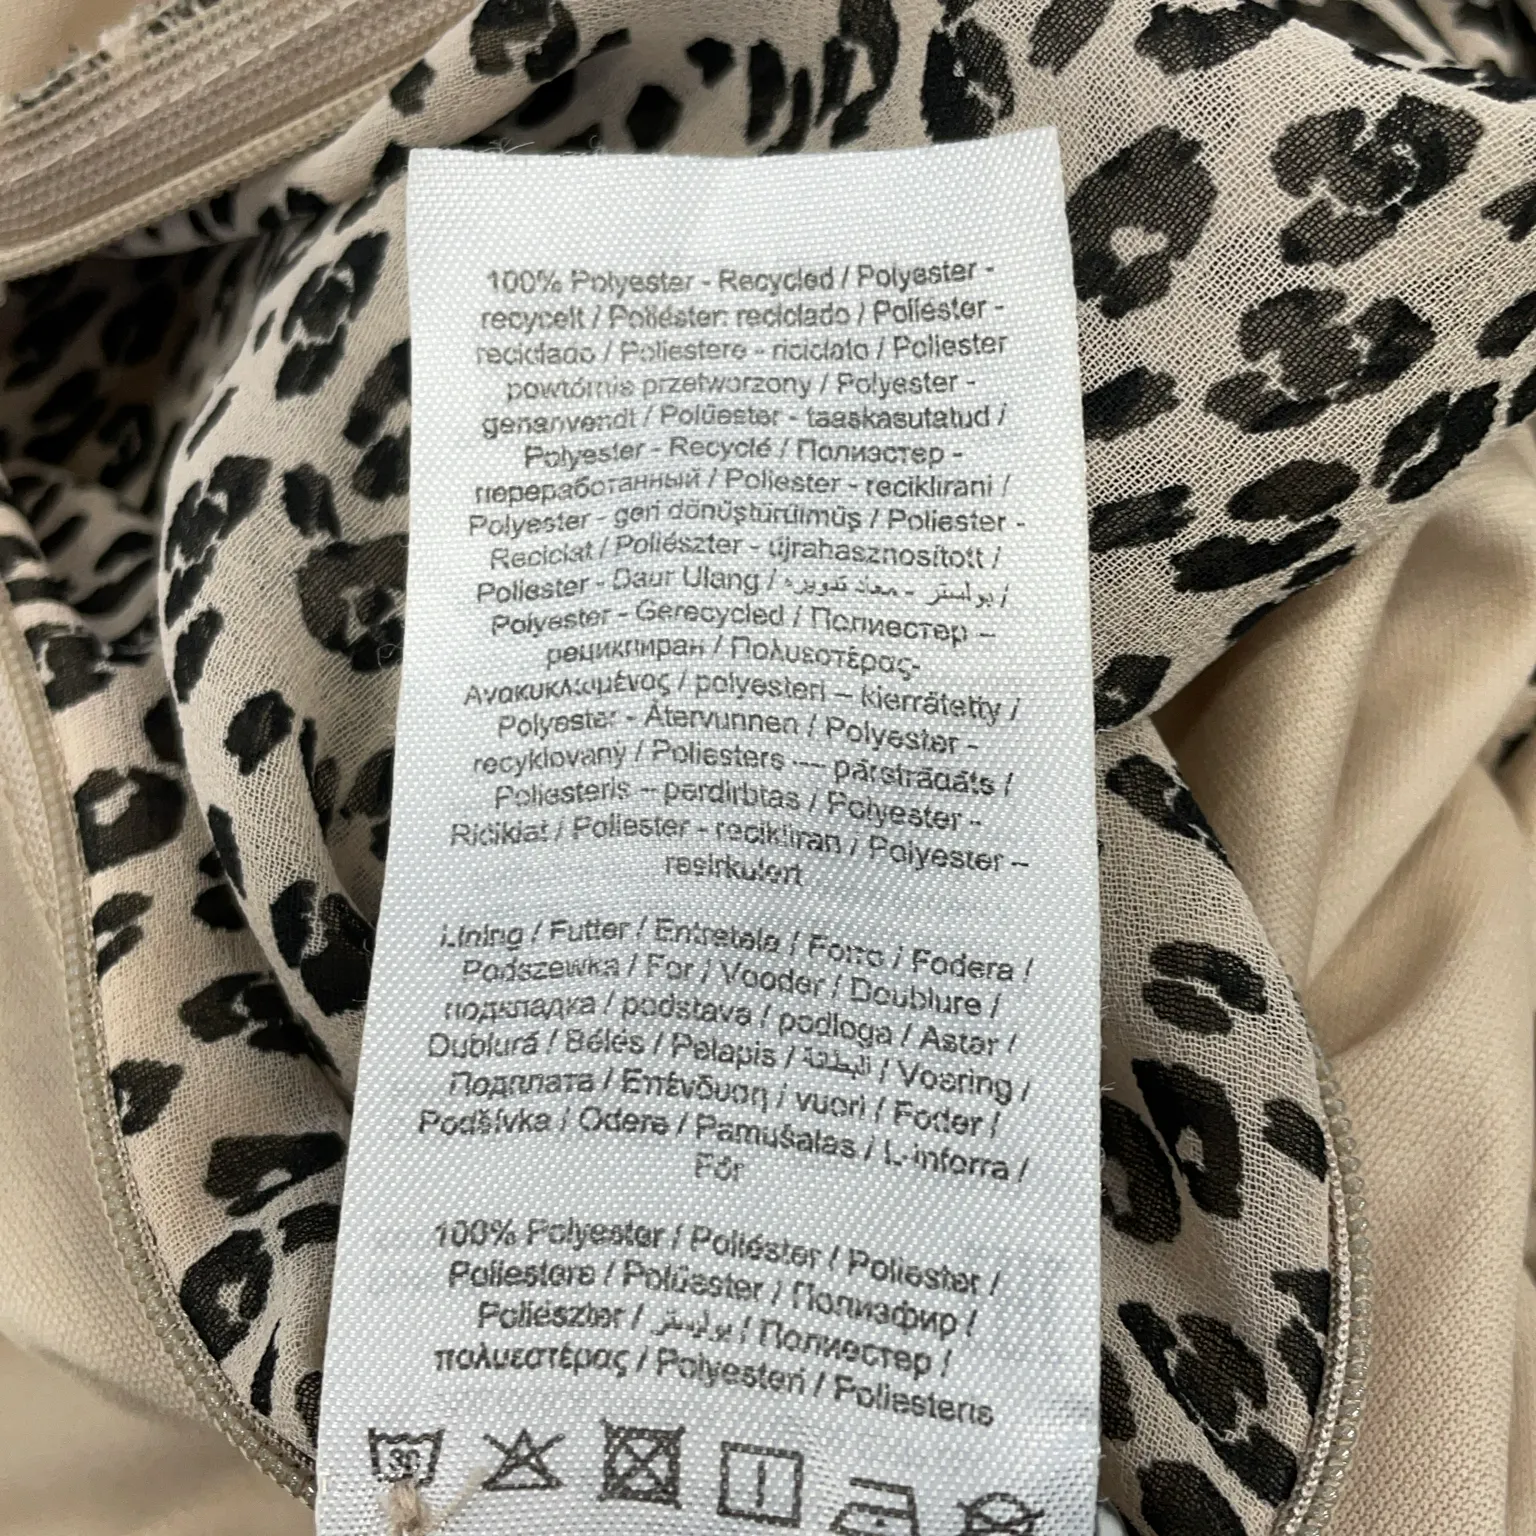 100% Polyester - Recycled / Polyester -
recycelt / Poliéster: reciclado / Poliéster -
reciclado / Poliestere - riciclato / Poliester
powtórnie przetworzony / Polyester -
genanvendt / Polüester - taaskasutatud /
Polyester - Recyclé / Полиэстер -
переработанный / Poliester - reciklirani /
Polyester - geri dönüştürülmüş / Poliester -
Reciclat / Poliészter - újrahasznosított /
Poliester - Daur Ulang / بوليستر - معاد تدويره /
Polyester - Gerecycled / Полиестер –
рециклиран / Πολυεστέρας-
Ανακυκλωμένος / polyesteri – kierrätetty /
Polyester - Återvunnen / Polyester -
recyklovaný / Poliesters –– pārstrādāts /
Poliesteris – perdirbtas / Polyester -
Riċiklat / Poliester - recikliran / Polyester –
resirkulert
Lining / Futter / Entretela / Forro / Fodera /
Podszewka / For / Vooder / Doublure /
подкладка / podstava / podloga / Astar /
Dublură / Bélés / Pelapis / البطانة / Voering /
Подплата / Επένδυση / vuori / Foder /
Podšívka / Odere / Pamušalas / L-inforra /
Fôr
100% Polyester / Poliéster / Poliester /
Poliestere / Polüester / Полиэфир /
Poliészter / بوليستر / Полиестер /
πολυεστέρας / Polyesteri / Poliesteris
30